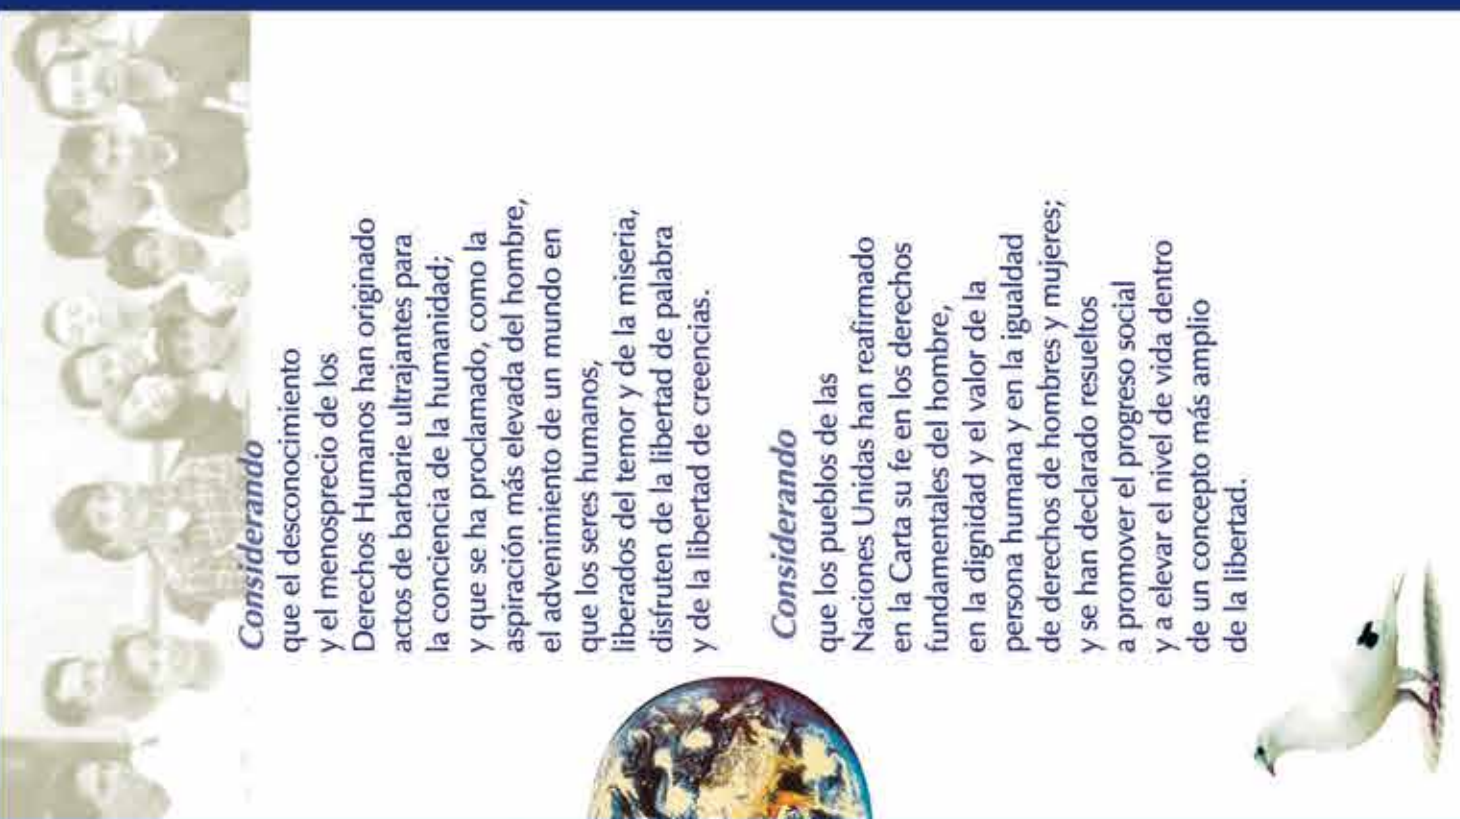 Considerando
que el desconocimiento
y el menosprecio de los
Derechos Humanos han originado
actos de barbarie ultrajantes para
la conciencia de la humanidad;
y que se ha proclamado, como la
aspiración más elevada del hombre,
el advenimiento de un mundo en
que los seres humanos,
liberados del temor y de la miseria,
disfruten de la libertad de palabra
y de la libertad de creencias.
Considerando
que los pueblos de las
Naciones Unidas han reafirmado
en la Carta su fe en los derechos
fundamentales del hombre,
en la dignidad y el valor de la
persona humana y en la igualdad
de derechos de hombres y mujeres;
y se han declarado resueltos
a promover el progreso social
y a elevar el nivel de vida dentro
de un concepto más amplio
de la libertad.